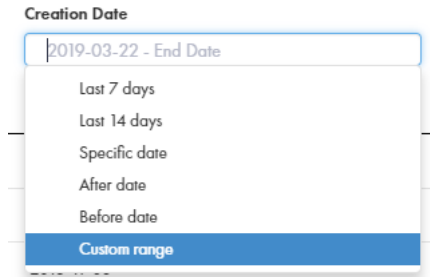 Creation Date
2019-03-22 - End Date
Last 7 days
Last 14 days
Specific date
After date
Before date
Custom range